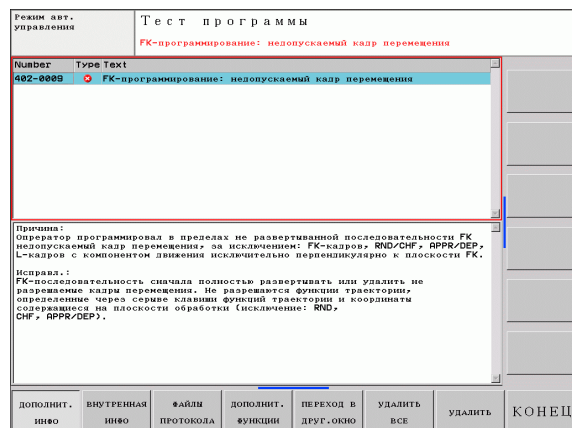 Режим авт.
управления
Тест программы
FK-программирование: недопускаемый кадр перемещения
Number Type Text
402-0009 FK-программирование: недопускаемый кадр перемещения
Причина:
Опрератор программировал в пределах не развертыванной последовательности FK
недопускаемый кадр перемещения, за исключением: FK-кадров, RND/CHF, APPR/DEP,
L-кадров с компонентом движения исключительно перпендикулярно к плоскости FK.
Исправл.:
FK-последовательность сначала полностью развертывать или удалить не
разрешаемые кадры перемещения. Не разрешаются функции траектории,
определенные через серые клавиши функций траектории и координаты
содержащиеся на плоскости обработки (исключение: RND,
CHF, APPR/DEP).
ДОПОЛНИТ.
ИНФО
ВНУТРЕННАЯ
ИНФО
ФАЙЛЫ
ПРОТОКОЛА
ДОПОЛНИТ.
ФУНКЦИИ
ПЕРЕХОД В
ДРУГ.ОКНО
УДАЛИТЬ
ВСЕ
УДАЛИТЬ
КОНЕЦ